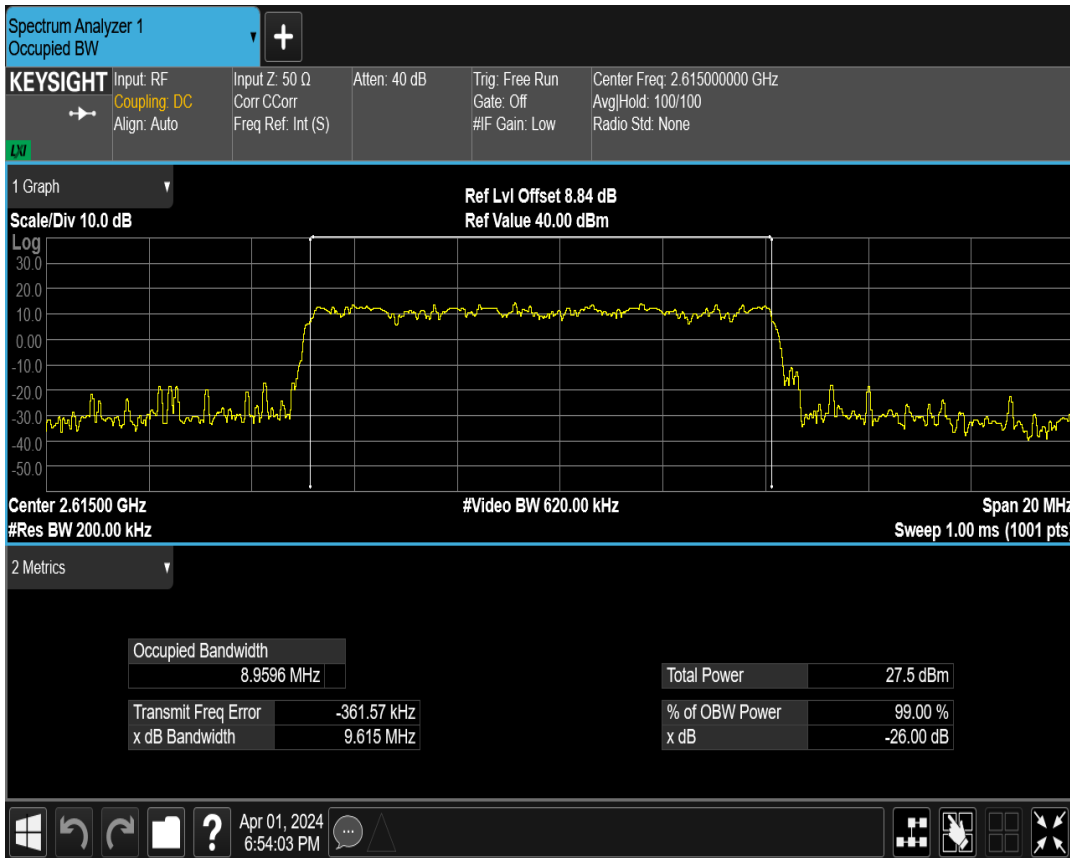 Spectrum Analyzer 1
Occupied BW
KEYSIGHT
Input: RF
Coupling: DC
Align: Auto
Input Z: 50 Ω
Corr CCorr
Freq Ref: Int (S)
Atten: 40 dB
Trig: Free Run
Gate: Off
#IF Gain: Low
Center Freq: 2.615000000 GHz
Avg|Hold: 100/100
Radio Std: None
LXI
1 Graph
Scale/Div 10.0 dB
Ref Lvl Offset 8.84 dB
Ref Value 40.00 dBm
Log
30.0
20.0
10.0
0.00
-10.0
-20.0
-30.0
-40.0
-50.0
Center 2.61500 GHz
#Video BW 620.00 kHz
Span 20 MHz
#Res BW 200.00 kHz
Sweep 1.00 ms (1001 pts)
2 Metrics
Occupied Bandwidth
8.9596 MHz
Total Power 27.5 dBm
Transmit Freq Error -361.57 kHz
% of OBW Power 99.00 %
x dB Bandwidth 9.615 MHz
x dB -26.00 dB
?
Apr 01, 2024
6:54:03 PM